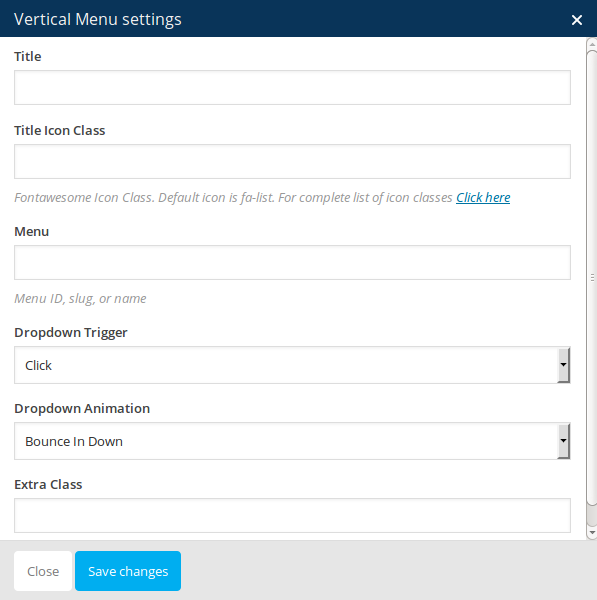 Vertical Menu settings
Title
Title Icon Class
Fontawesome Icon Class. Default icon is fa-list. For complete list of icon classes Click here
Menu
Menu ID, slug, or name
Dropdown Trigger
Click
Dropdown Animation
Bounce In Down
Extra Class
Close Save changes